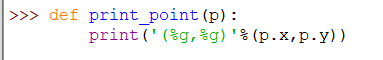 >>> def print_point(p):
        print('(%g,%g)'%(p.x,p.y))